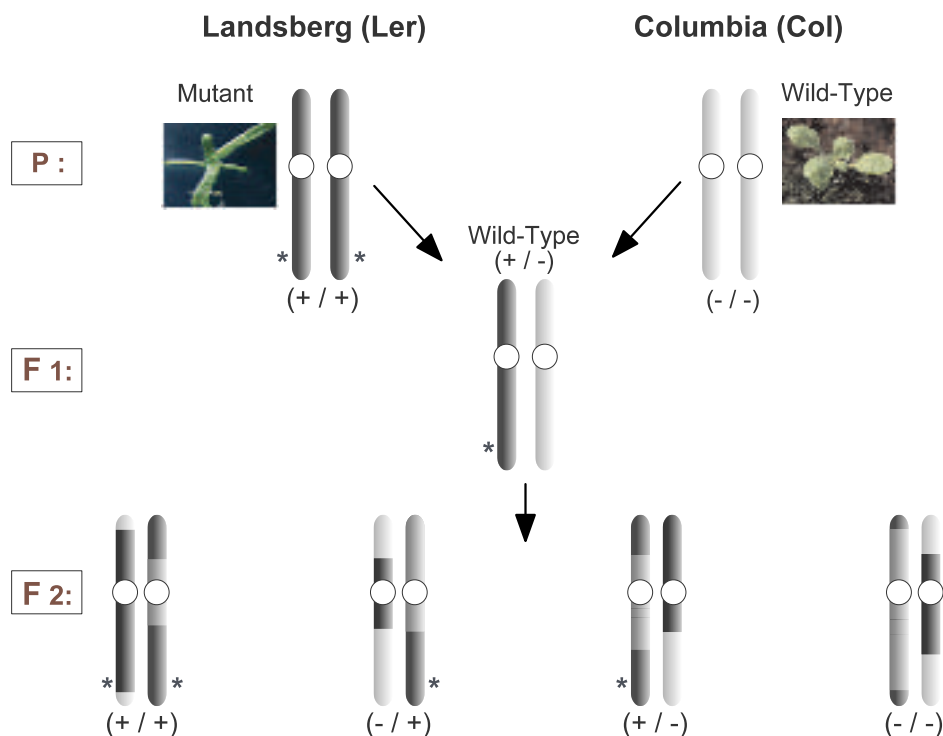 Landsberg (Ler)
Columbia (Col)
Mutant
Wild-Type
P :
Wild-Type
(+ / -)
*
*
(+ / +)
(- / -)
F 1:
*
F 2:
*
*
*
*
(+ / +)
(- / +)
(+ / -)
(- / -)